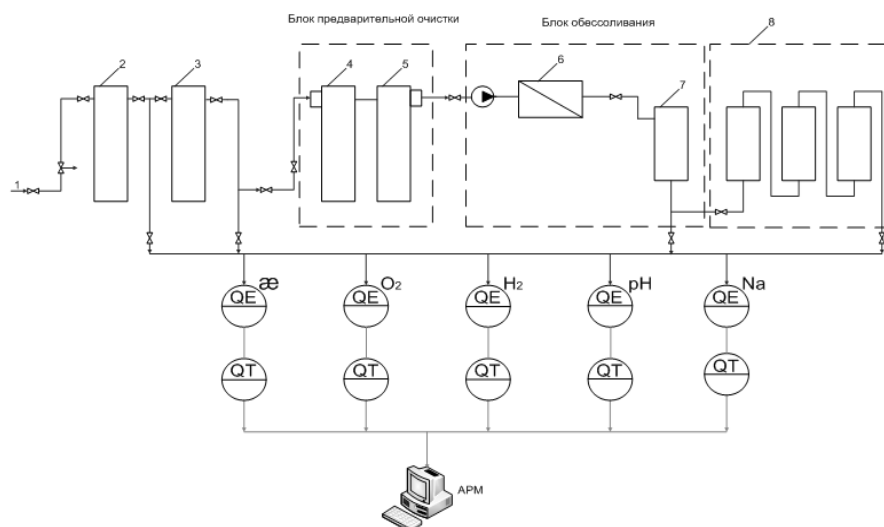 Блок предварительной очистки
Блок обессоливания
8
2
3
4
5
6
7
1
æ
O2
H2
pH
Na
QE
QE
QE
QE
QE
QT
QT
QT
QT
QT
АРМ